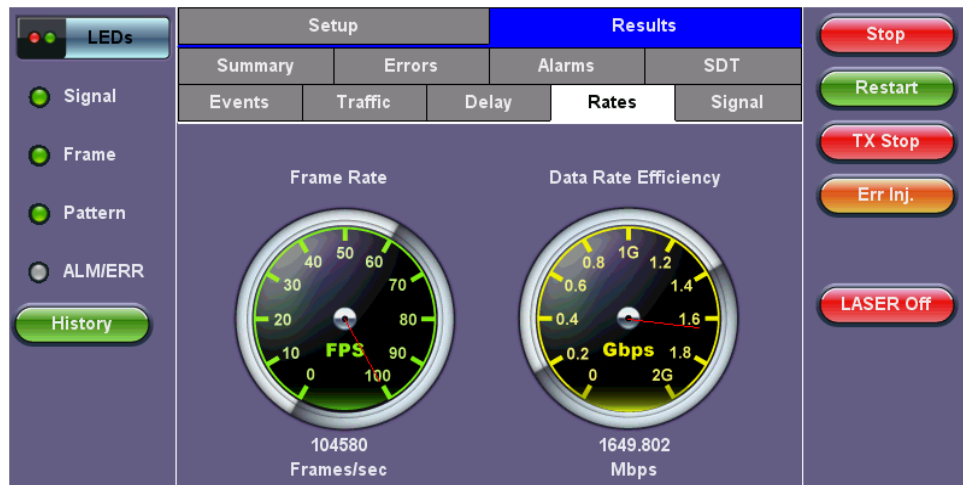 LEDs
Signal
Frame
Pattern
ALM/ERR
History
Setup
Results
Summary
Errors
Alarms
SDT
Events
Traffic
Delay
Rates
Signal
Frame Rate
0
10
20
30
40
50
60
70
80
90
100
FPS
104580
Frames/sec
Data Rate Efficiency
0
0.2
0.4
0.6
0.8
1G
1.2
1.4
1.6
1.8
2G
Gbps
1649.802
Mbps
Stop
Restart
TX Stop
Err Inj.
LASER Off